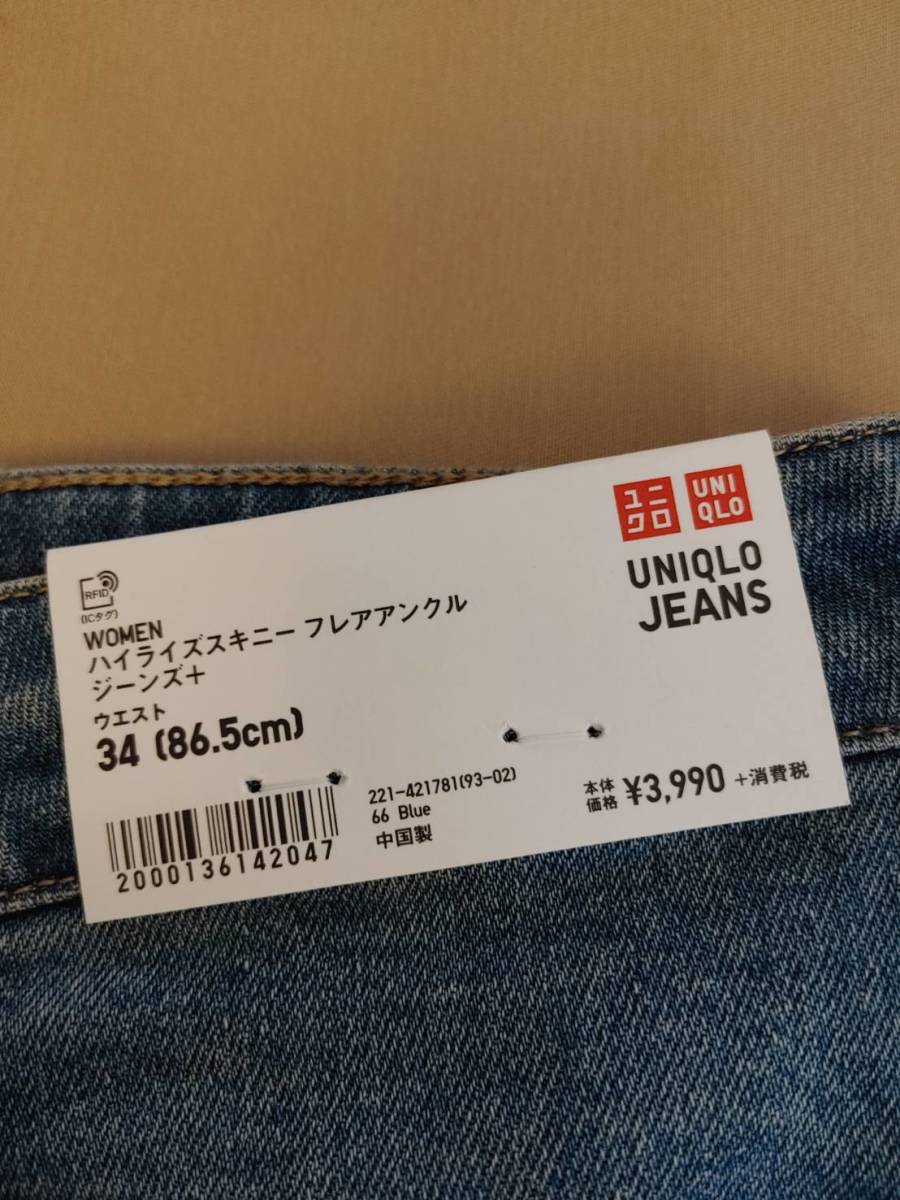 ユニ
クロ
UNI
QLO
UNIQLO
JEANS
RFID
(ICタグ)
WOMEN
ハイライズスキニー フレアアンクル
ジーンズ+
ウエスト
34 (86.5cm)
2000136142047
221-421781(93-02)
66 Blue
中国製
本体
価格 ¥3,990 +消費税